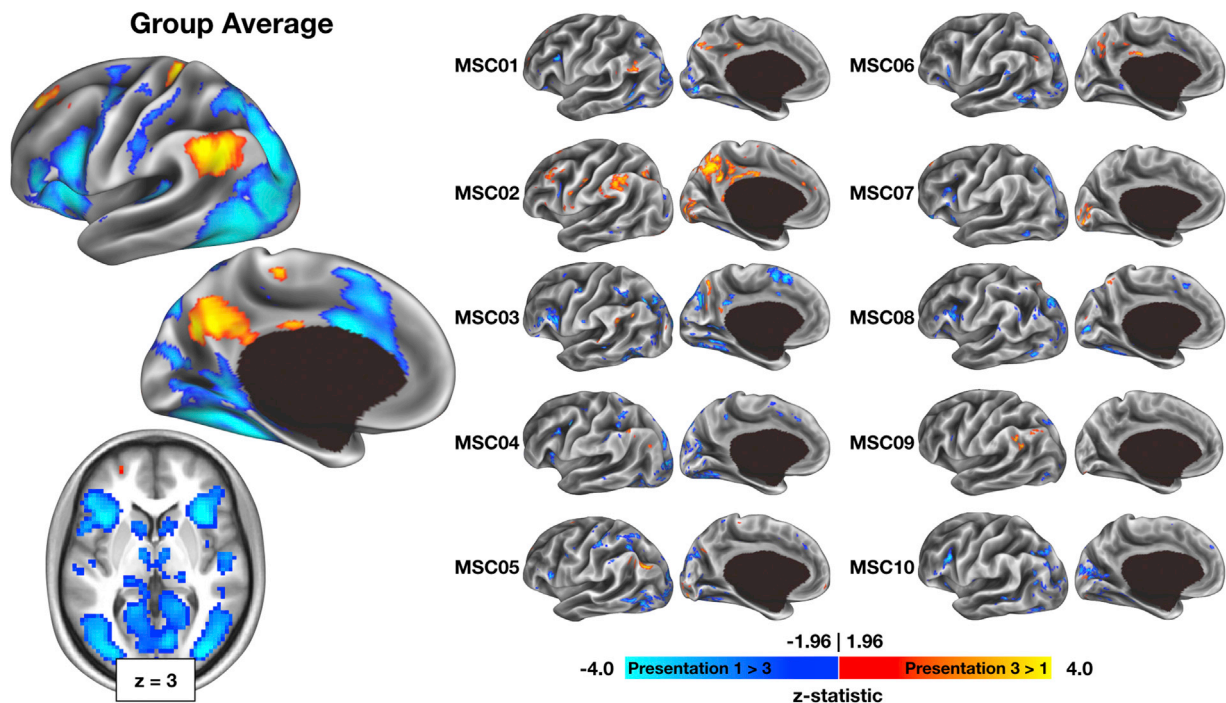 Group Average
MSC01
MSC02
MSC03
MSC04
MSC05
MSC06
MSC07
MSC08
MSC09
MSC10
z = 3
-1.96 | 1.96
-4.0 Presentation 1 > 3 Presentation 3 > 1 4.0
z-statistic